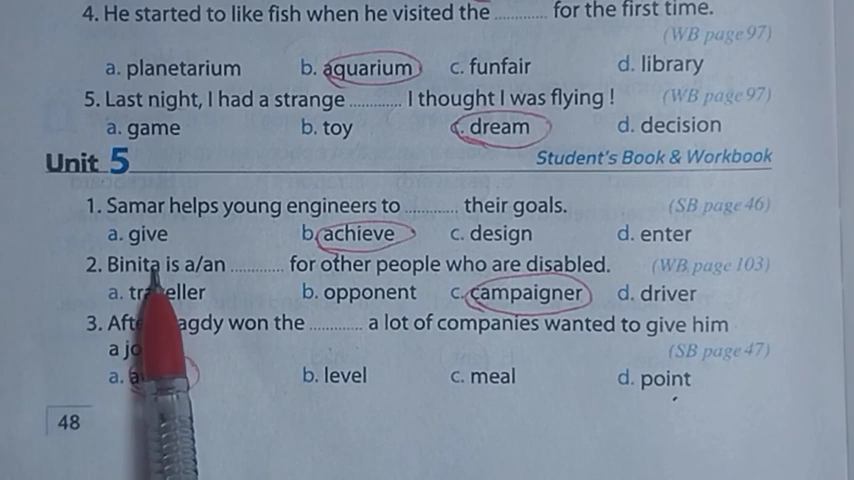 4. He started to like fish when he visited the ............ for the first time.
(WB page 97)
a. planetarium b. aquarium c. funfair d. library
5. Last night, I had a strange ............ I thought I was flying ! (WB page 97)
a. game b. toy c. dream d. decision
Unit 5 Student's Book & Workbook
1. Samar helps young engineers to ............ their goals. (SB page 46)
a. give b. achieve c. design d. enter
2. Binita is a/an ............ for other people who are disabled. (WB page 103)
a. traveller b. opponent c. campaigner d. driver
3. won the ............ a lot of companies wanted to give him
a (SB page 47)
a. b. level c. meal d. point
48